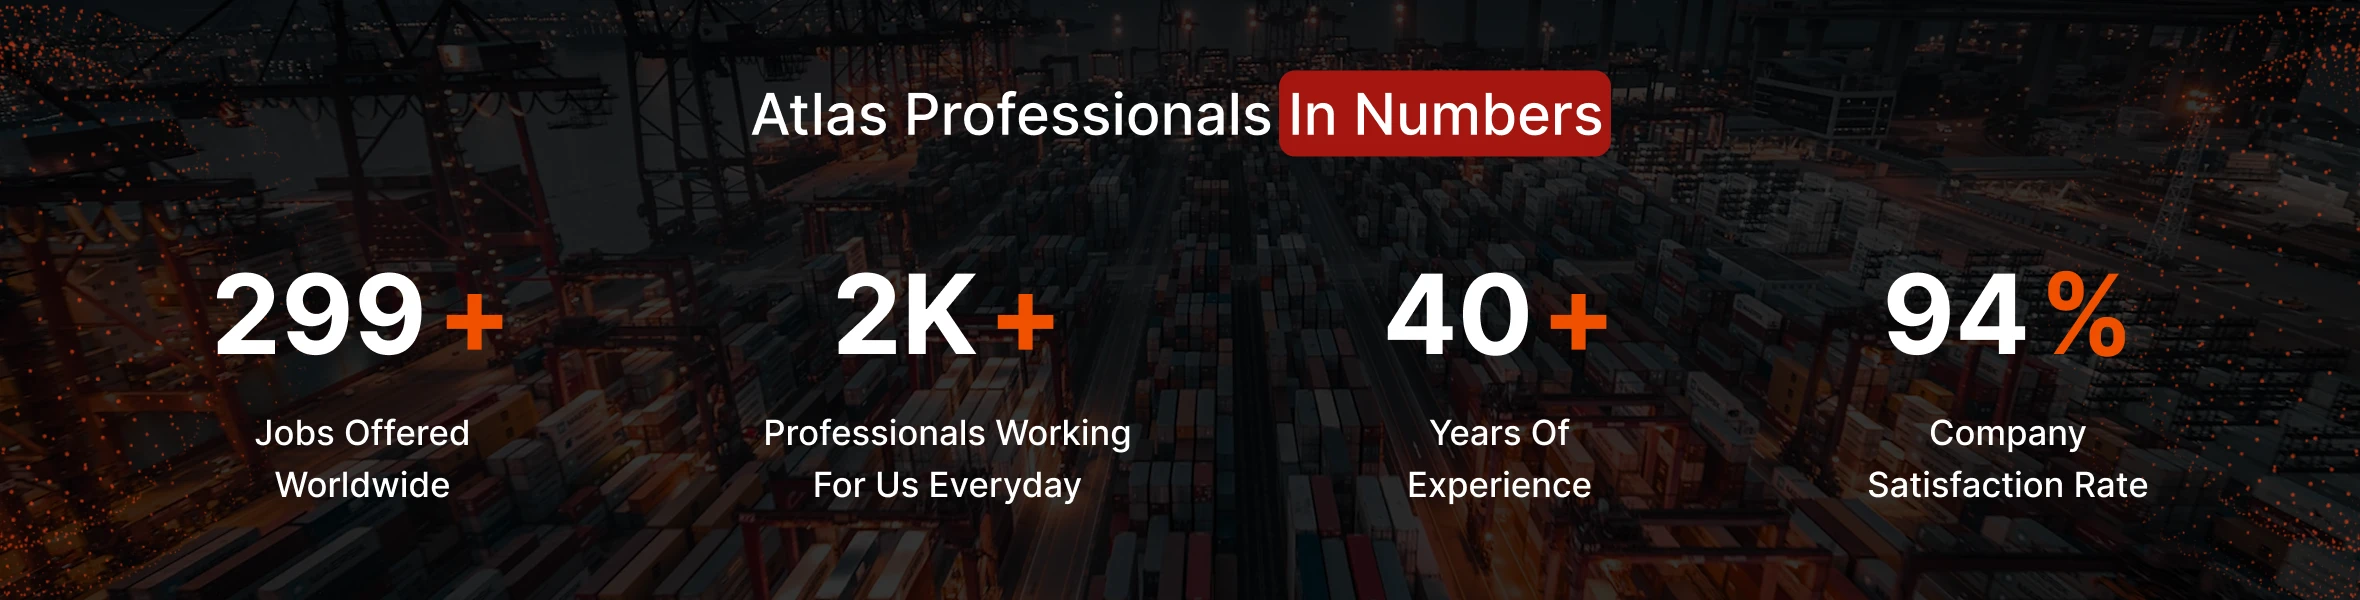 Atlas Professionals In Numbers
299+
2K+
40+
94%
Jobs Offered
Worldwide
Professionals Working
For Us Everyday
Years Of
Experience
Company
Satisfaction Rate